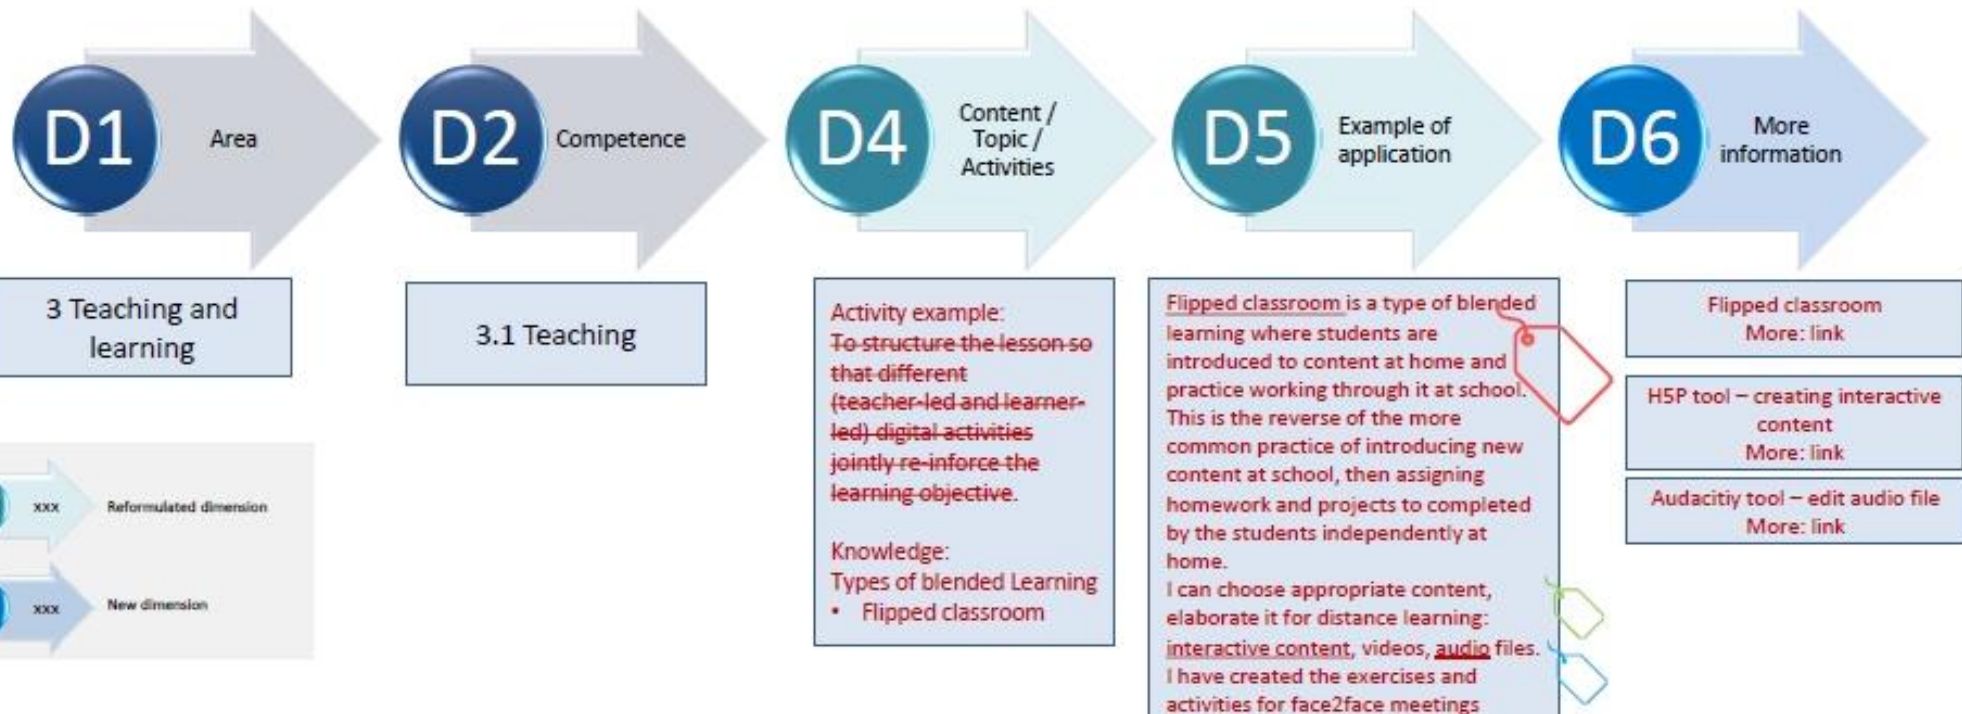 D1
Area
D2
Competence
D4
Content /
Topic /
Activities
D5
Example of
application
D6
More
information
3 Teaching and
learning
3.1 Teaching
Activity example:
To structure the lesson so
that different
(teacher-led and learner-
led) digital activities
jointly re-inforce the
learning objective.
Knowledge:
Types of blended Learning
• Flipped classroom
Flipped classroom is a type of blended
learning where students are
introduced to content at home and
practice working through it at school.
This is the reverse of the more
common practice of introducing new
content at school, then assigning
homework and projects to completed
by the students independently at
home.
I can choose appropriate content,
elaborate it for distance learning:
interactive content, videos, audio files.
I have created the exercises and
activities for face2face meetings
Flipped classroom
More: link
H5P tool – creating interactive
content
More: link
Audacitiy tool – edit audio file
More: link
xxx
Reformulated dimension
xxx
New dimension